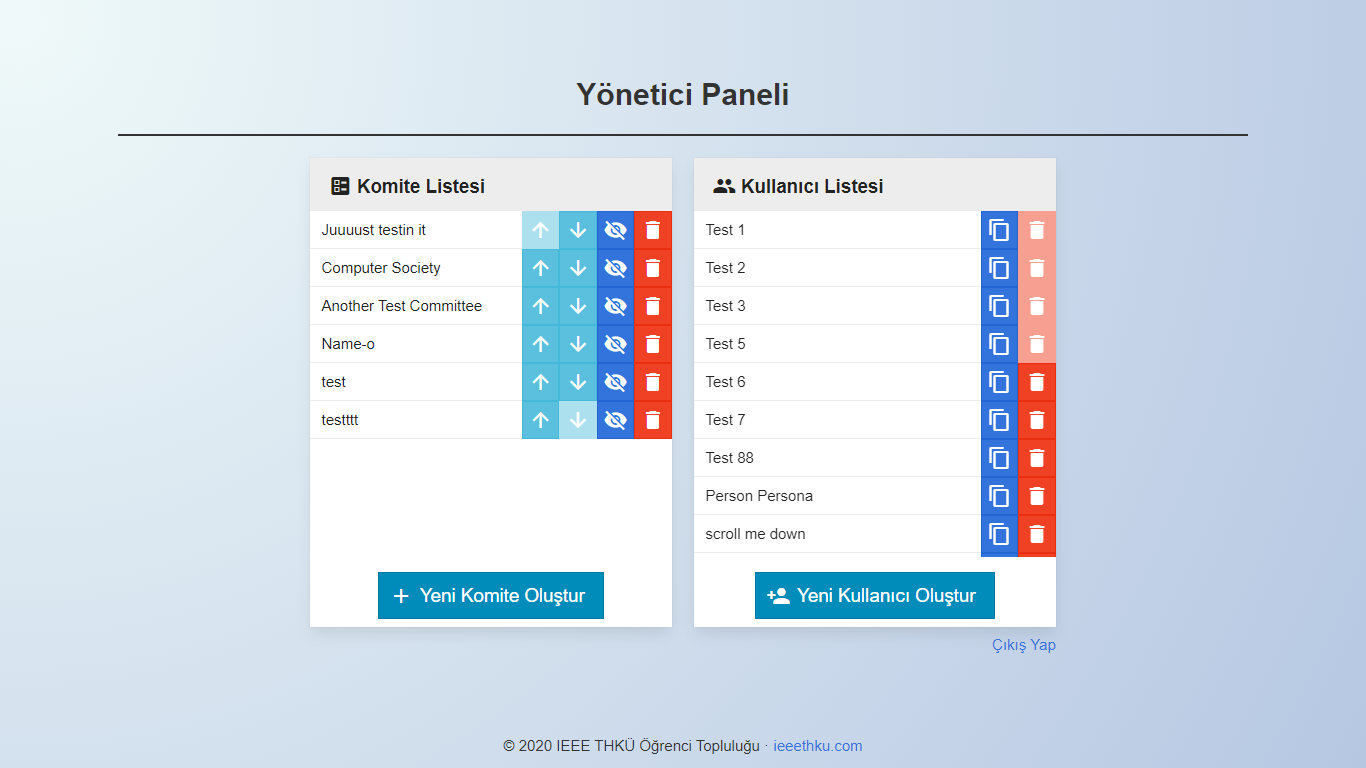 Yönetici Paneli
Komite Listesi
Juuuust testin it
Computer Society
Another Test Committee
Name-o
test
testttt
Yeni Komite Oluştur
Kullanıcı Listesi
Test 1
Test 2
Test 3
Test 5
Test 6
Test 7
Test 88
Person Persona
scroll me down
Yeni Kullanıcı Oluştur
Çıkış Yap
© 2020 IEEE THKÜ Öğrenci Topluluğu · ieeethku.com